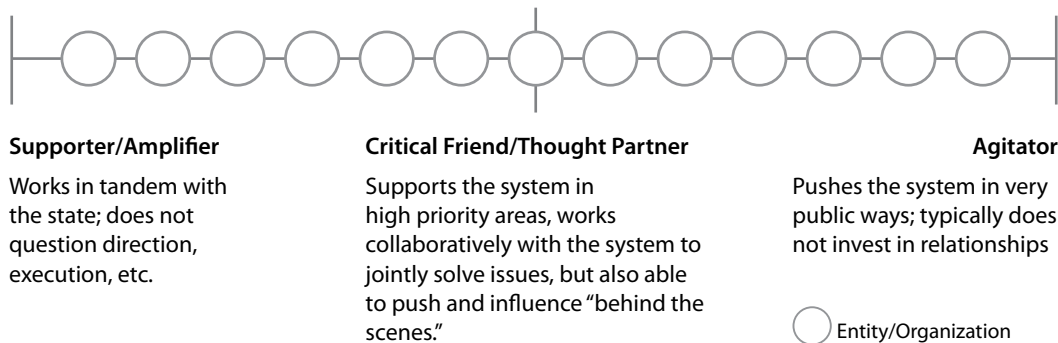 Supporter/Amplifier
Works in tandem with
the state; does not
question direction,
execution, etc.
Critical Friend/Thought Partner
Supports the system in
high priority areas, works
collaboratively with the system to
jointly solve issues, but also able
to push and influence “behind the
scenes.”
Agitator
Pushes the system in very
public ways; typically does
not invest in relationships
Entity/Organization